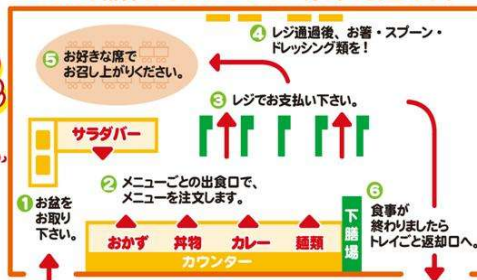 ① お盆を
お取り
下さい。
サラダバー
② メニューごとの出食口で、
メニューを注文します。
おかず 丼物 カレー 麺類
カウンター
③ レジでお支払い下さい。
④ レジ通過後、お箸・スプーン・
ドレッシング類を！
⑤ お好きな席で
お召し上がりください。
⑥ 食事が
終わりましたら
トレイごと返却口へ。
下膳場